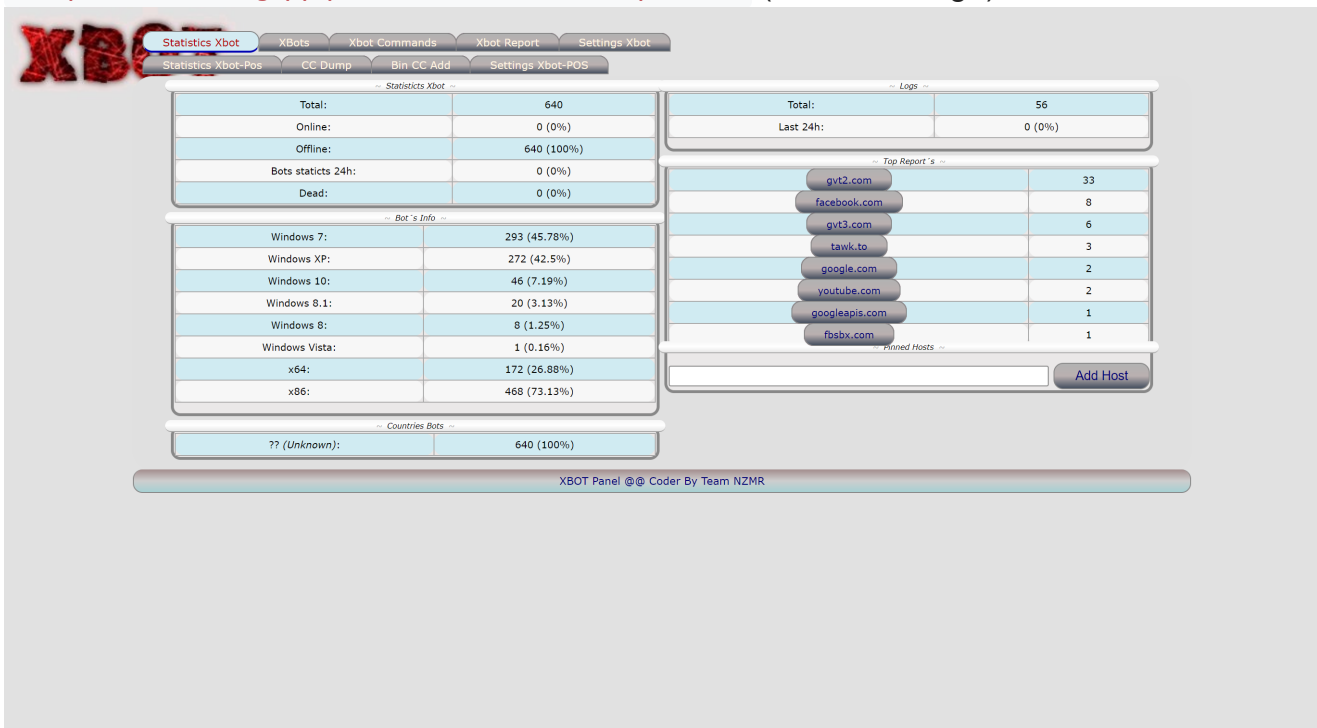 XBOT
Statistics Xbot XBots Xbot Commands Xbot Report Settings Xbot
Statistics Xbot-Pos CC Dump Bin CC Add Settings Xbot-POS
~ Statisticts Xbot ~
Total: 640
Online: 0 (0%)
Offline: 640 (100%)
Bots staticts 24h: 0 (0%)
Dead: 0 (0%)
~ Bot´s Info ~
Windows 7: 293 (45.78%)
Windows XP: 272 (42.5%)
Windows 10: 46 (7.19%)
Windows 8.1: 20 (3.13%)
Windows 8: 8 (1.25%)
Windows Vista: 1 (0.16%)
x64: 172 (26.88%)
x86: 468 (73.13%)
~ Countries Bots ~
?? (Unknown): 640 (100%)
~ Logs ~
Total: 56
Last 24h: 0 (0%)
~ Top Report´s ~
gvt2.com 33
facebook.com 8
gvt3.com 6
tawk.to 3
google.com 2
youtube.com 2
googleapis.com 1
fbsbx.com 1
~ Pinned Hosts ~
Add Host
XBOT Panel @@ Coder By Team NZMR